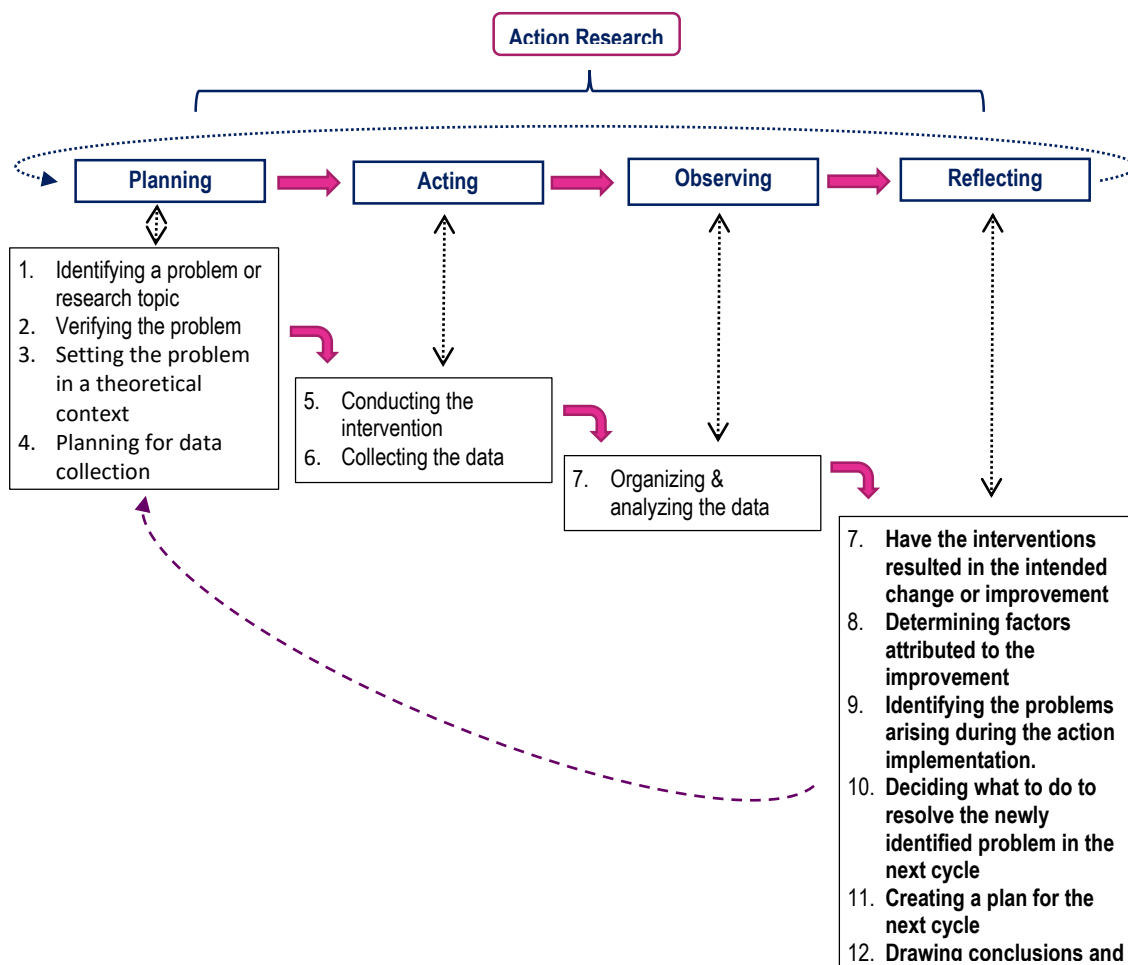 Action Research
Planning
Acting
Observing
Reflecting
1. Identifying a problem or
research topic
2. Verifying the problem
3. Setting the problem
in a theoretical
context
4. Planning for data
collection
5. Conducting the
intervention
6. Collecting the data
7. Organizing &
analyzing the data
7. Have the interventions
resulted in the intended
change or improvement
8. Determining factors
attributed to the
improvement
9. Identifying the problems
arising during the action
implementation.
10. Deciding what to do to
resolve the newly
identified problem in the
next cycle
11. Creating a plan for the
next cycle
12. Drawing conclusions and